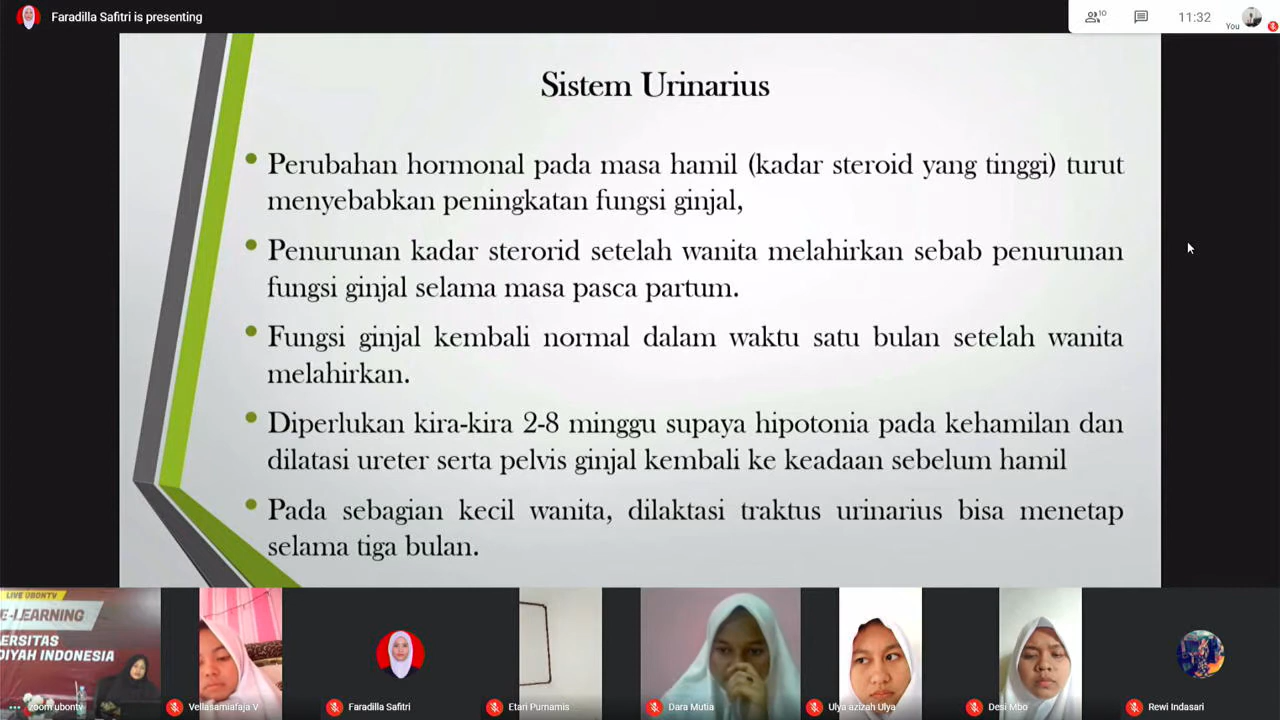 Faradilla Safitri is presenting
10
11:32
You
Sistem Urinarius
Perubahan hormonal pada masa hamil (kadar steroid yang tinggi) turut
menyebabkan peningkatan fungsi ginjal,
Penurunan kadar sterorid setelah wanita melahirkan sebab penurunan
fungsi ginjal selama masa pasca partum.
Fungsi ginjal kembali normal dalam waktu satu bulan setelah wanita
melahirkan.
Diperlukan kira-kira 2-8 minggu supaya hipotonia pada kehamilan dan
dilatasi ureter serta pelvis ginjal kembali ke keadaan sebelum hamil
Pada sebagian kecil wanita, dilaktasi traktus urinarius bisa menetap
selama tiga bulan.
LIVE UBONTV
E-LEARNING
ERSITAS
DIYAH INDONESIA
zoom ubontv
Vellasamiafaja V
Faradilla Safitri
Etari Purnamis
Dara Mutia
Ulya azizah Ulya
Desi Mbo
Rewi Indasari